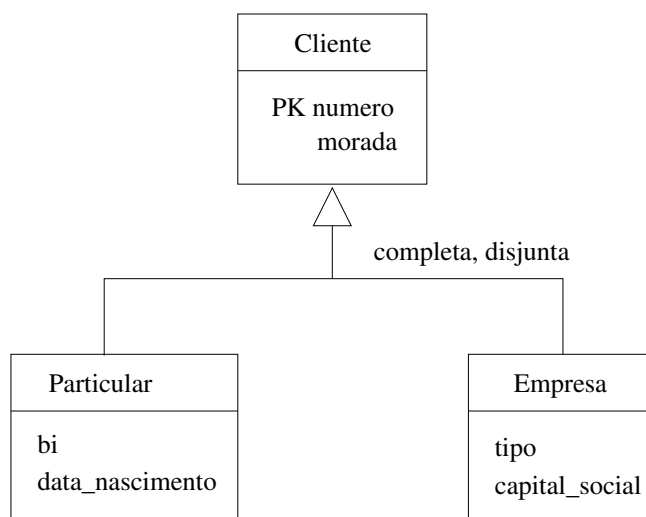 Cliente
PK numero
morada
completa, disjunta
Particular
bi
data_nascimento
Empresa
tipo
capital_social